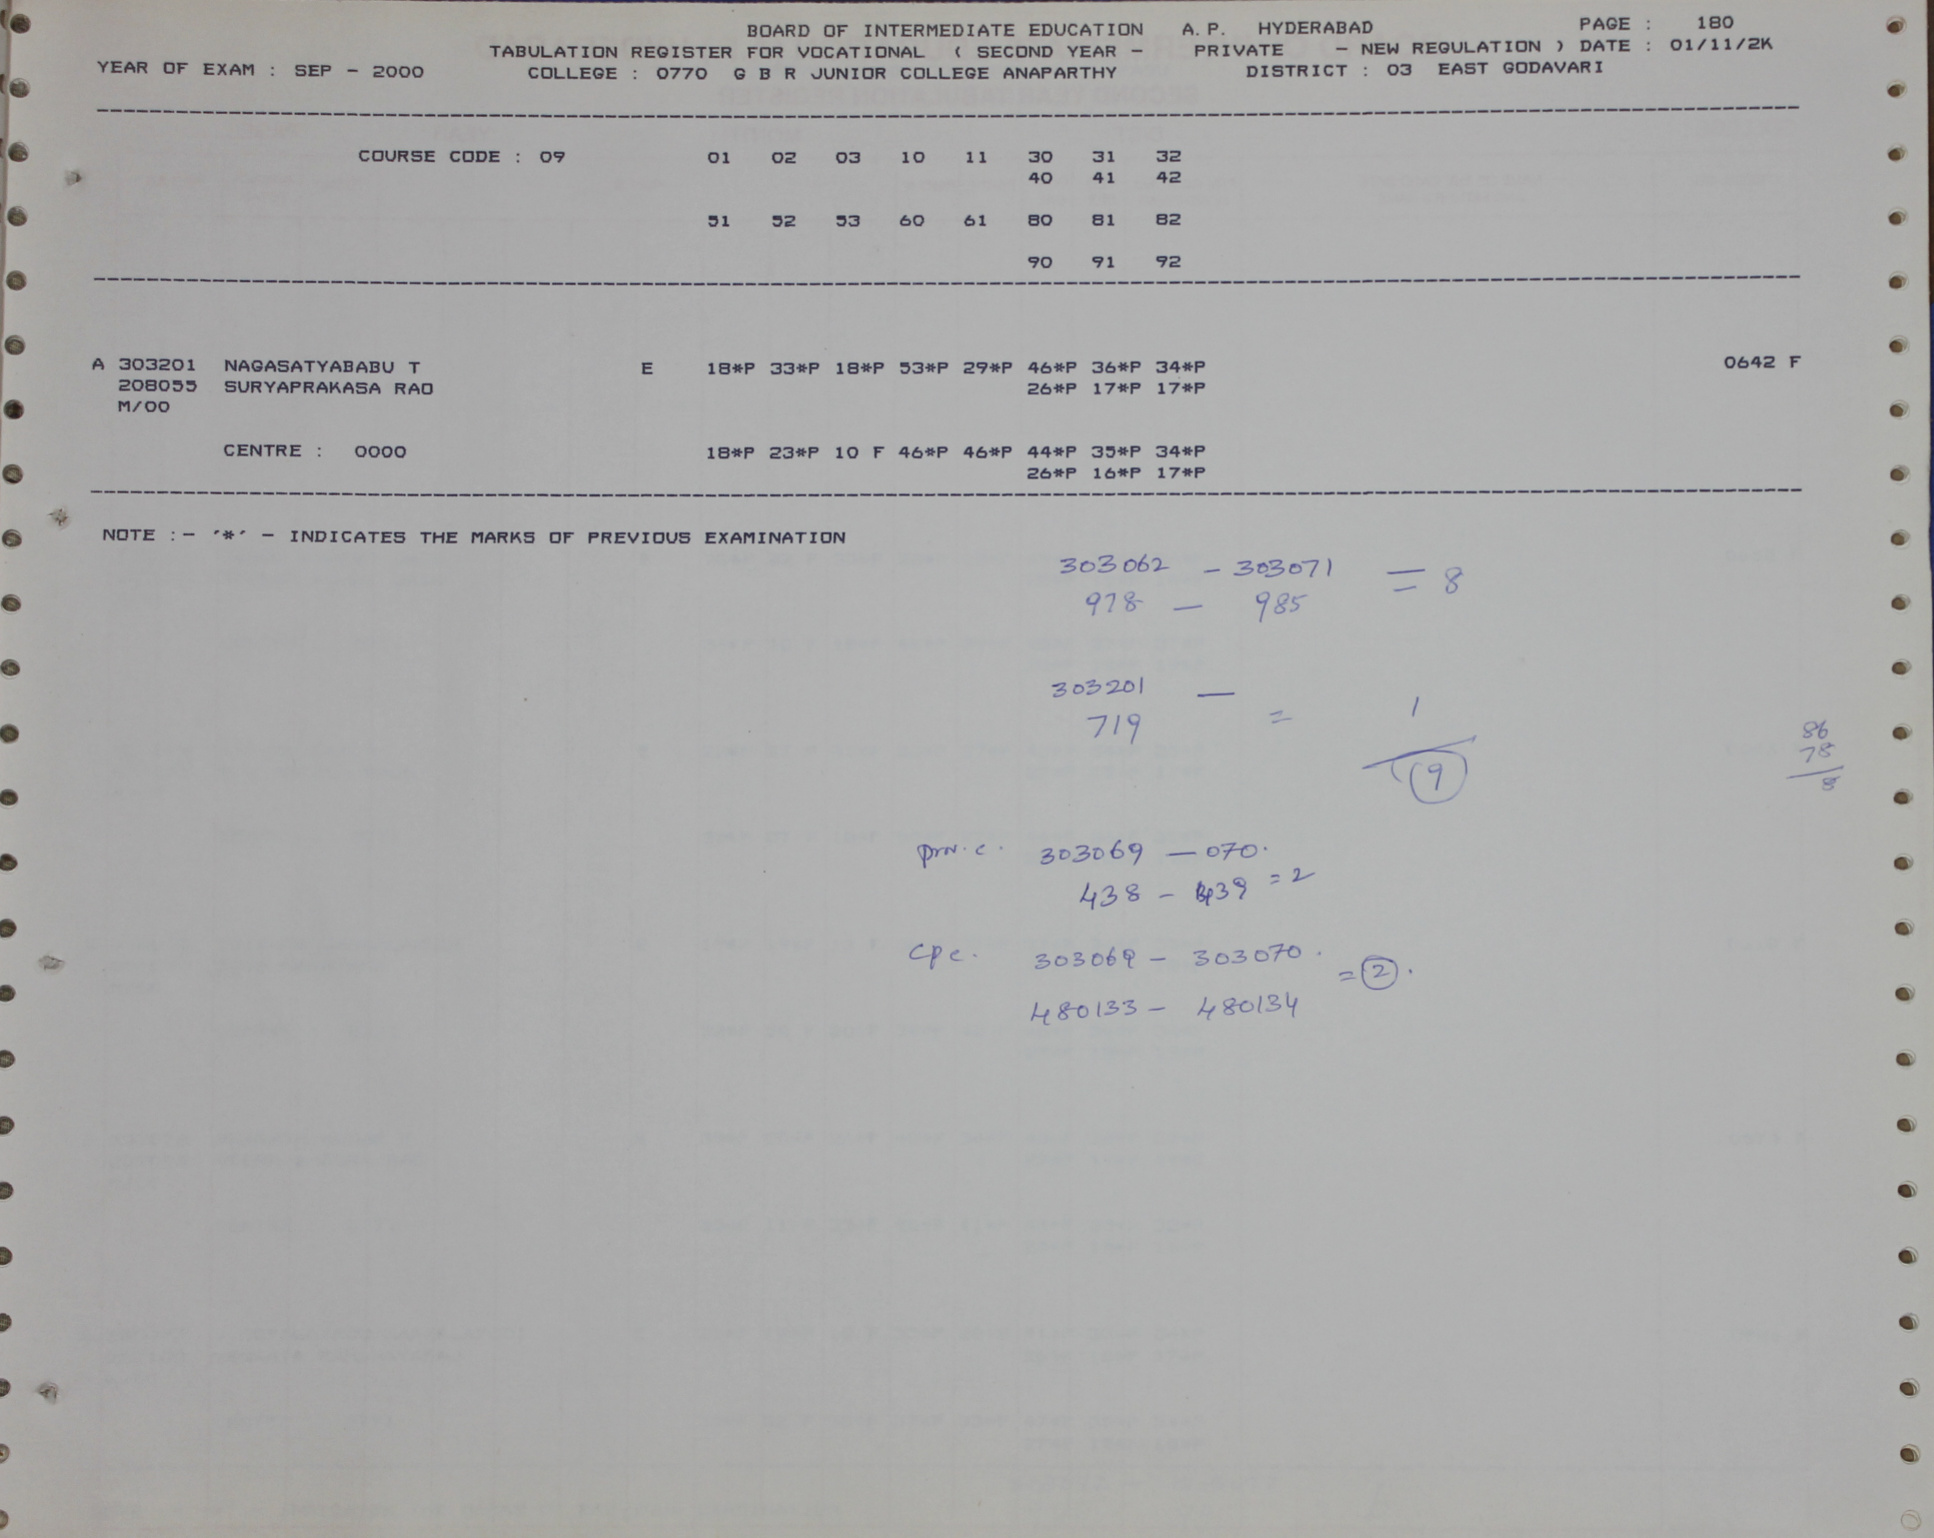 BOARD OF INTERMEDIATE EDUCATION A.P. HYDERABAD PAGE : 180
TABULATION REGISTER FOR VOCATIONAL ( SECOND YEAR - PRIVATE - NEW REGULATION ) DATE : 01/11/2K
YEAR OF EXAM : SEP - 2000 COLLEGE : 0770 G B R JUNIOR COLLEGE ANAPARTHY DISTRICT : 03 EAST GODAVARI
COURSE CODE : 09 01 02 03 10 11 30 31 32
40 41 42
51 52 53 60 61 80 81 82
90 91 92
A 303201 NAGASATYABABU T E 18*P 33*P 18*P 53*P 29*P 46*P 36*P 34*P 0642 F
208055 SURYAPRAKASA RAO 26*P 17*P 17*P
M/00
CENTRE : 0000 18*P 23*P 10 F 46*P 46*P 44*P 35*P 34*P
26*P 16*P 17*P
NOTE :- '*' - INDICATES THE MARKS OF PREVIOUS EXAMINATION
303062 - 303071 = 8
978 - 985
303201 —
719 = 1
9
86
78
8
303069 - 070.
438 - 439 = 2
cpc. 303069 - 303070.
= 2.
480133 - 480134